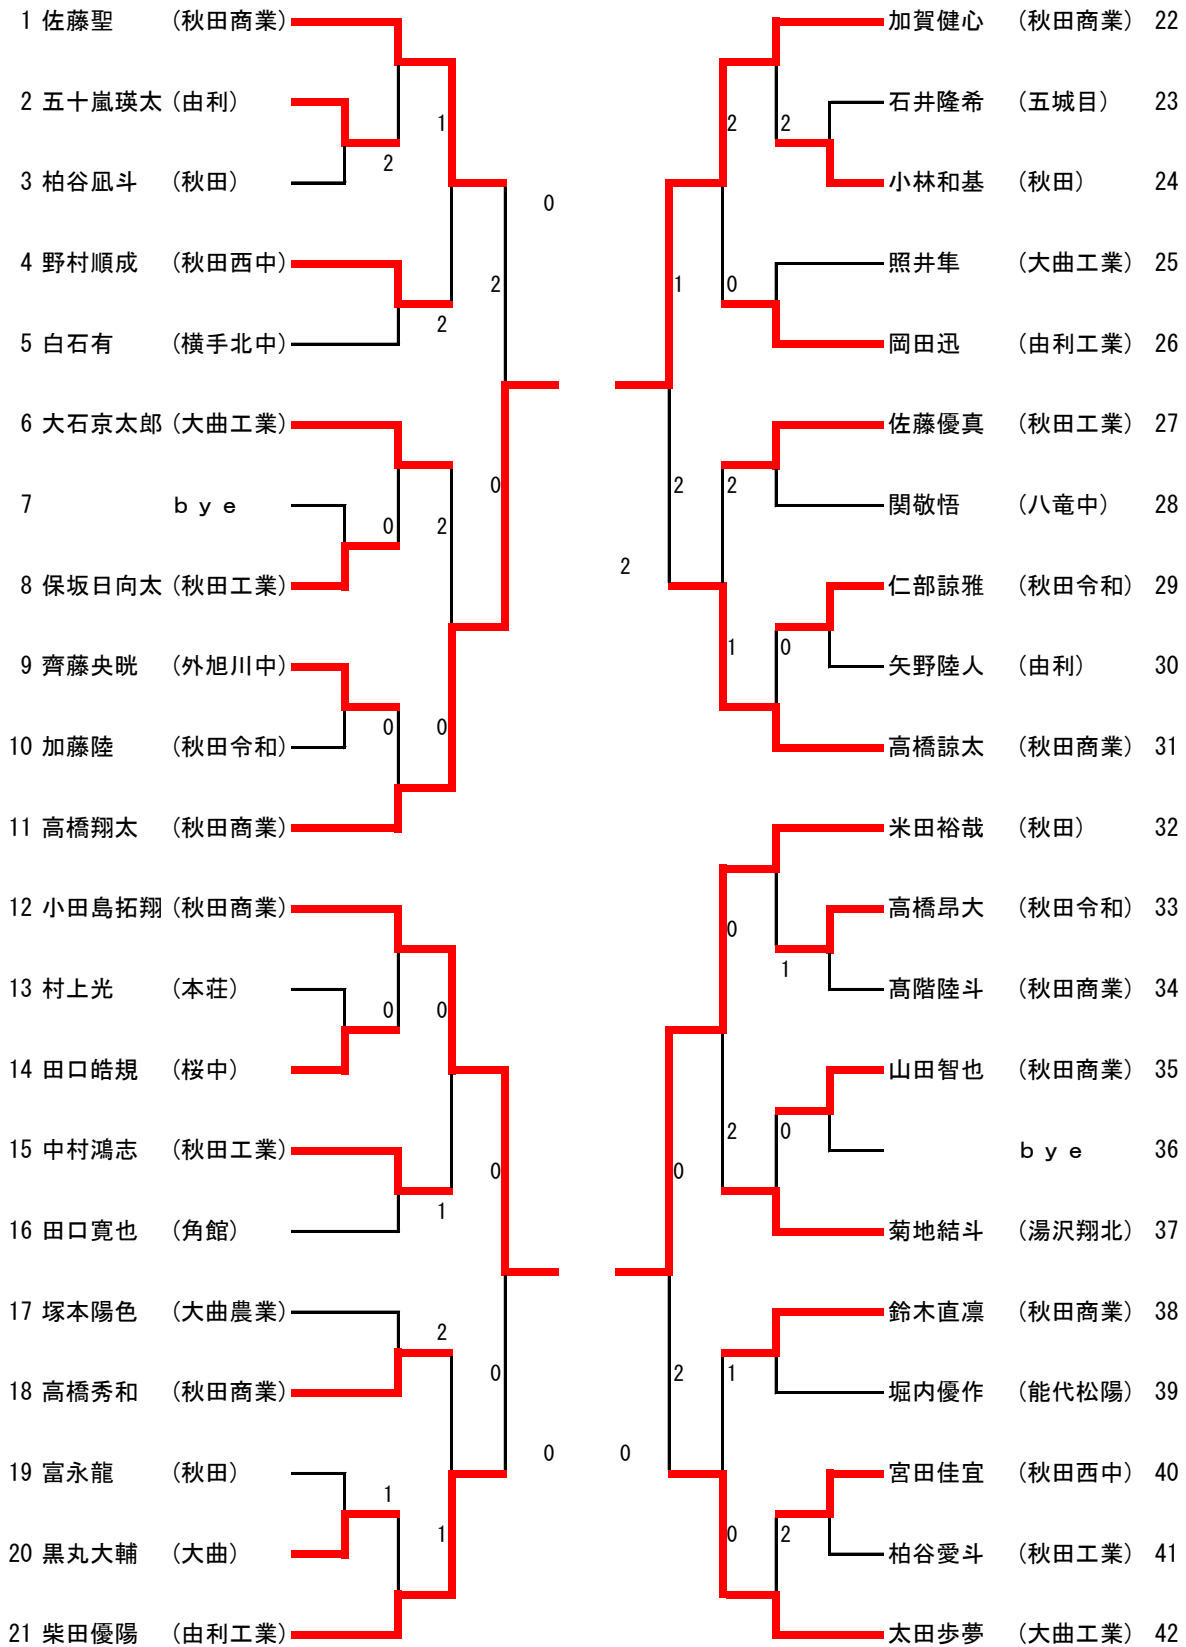 1 佐藤聖 (秋田商業) 加賀健心 (秋田商業) 22
2 五十嵐瑛太 (由利) 石井隆希 (五城目) 23
1 2 2
2
3 柏谷凪斗 (秋田) 小林和基 (秋田) 24
0
4 野村順成 (秋田西中) 照井隼 (大曲工業) 25
2 1 0
2
5 白石有 (横手北中) 岡田迅 (由利工業) 26
6 大石京太郎 (大曲工業) 佐藤優真 (秋田工業) 27
0 2 2
7 bye 関敬悟 (八竜中) 28
0 2
2
8 保坂日向太 (秋田工業) 仁部諒雅 (秋田令和) 29
1 0
9 齊藤央晄 (外旭川中) 矢野陸人 (由利) 30
0 0
10 加藤陸 (秋田令和) 高橋諒太 (秋田商業) 31
11 高橋翔太 (秋田商業) 米田裕哉 (秋田) 32
12 小田島拓翔 (秋田商業) 高橋昂大 (秋田令和) 33
0
1
13 村上光 (本荘) 髙階陸斗 (秋田商業) 34
0 0
14 田口皓規 (桜中) 山田智也 (秋田商業) 35
2 0
15 中村鴻志 (秋田工業) bye 36
0 0
1
16 田口寛也 (角館) 菊地結斗 (湯沢翔北) 37
17 塚本陽色 (大曲農業) 鈴木直凛 (秋田商業) 38
2
0 2 1
18 高橋秀和 (秋田商業) 堀内優作 (能代松陽) 39
0 0
19 富永龍 (秋田) 宮田佳宜 (秋田西中) 40
1
1 0 2
20 黒丸大輔 (大曲) 柏谷愛斗 (秋田工業) 41
21 柴田優陽 (由利工業) 太田歩夢 (大曲工業) 42